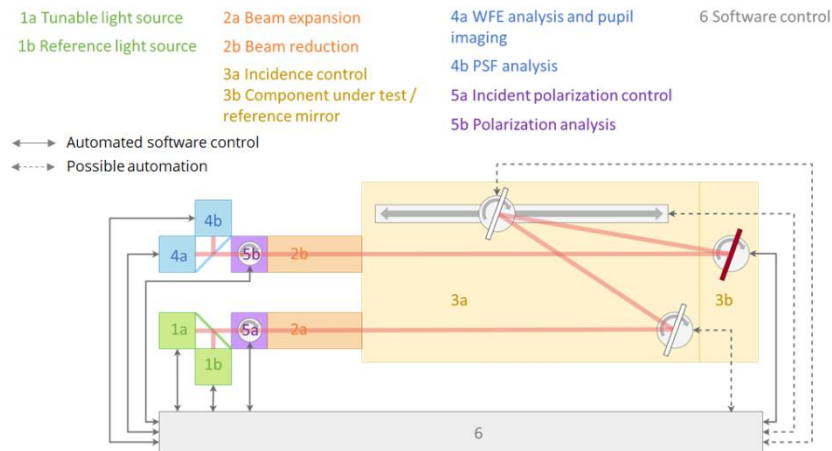 1a Tunable light source
1b Reference light source
2a Beam expansion
2b Beam reduction
3a Incidence control
3b Component under test /
reference mirror
4a WFE analysis and pupil
imaging
4b PSF analysis
5a Incident polarization control
5b Polarization analysis
6 Software control
Automated software control
Possible automation
4b
4a
5b
2b
3a
3b
1a
5a
2a
1b
6